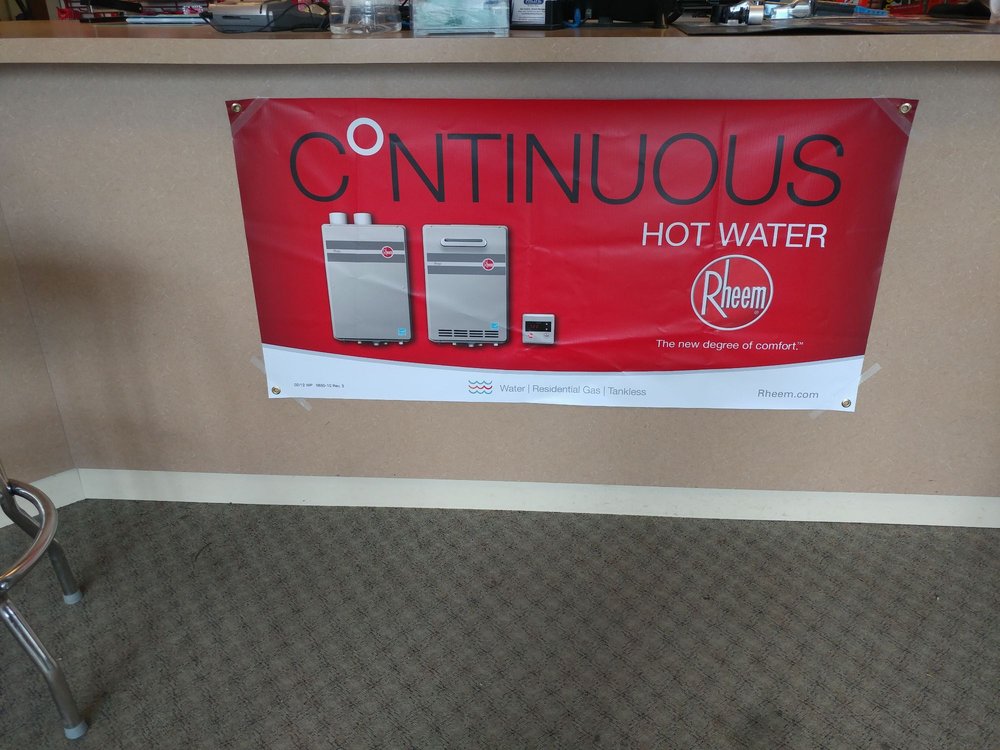 CONTINUOUS
HOT WATER
Rheem
The new degree of comfort.™
Water | Residential Gas | Tankless
Rheem.com